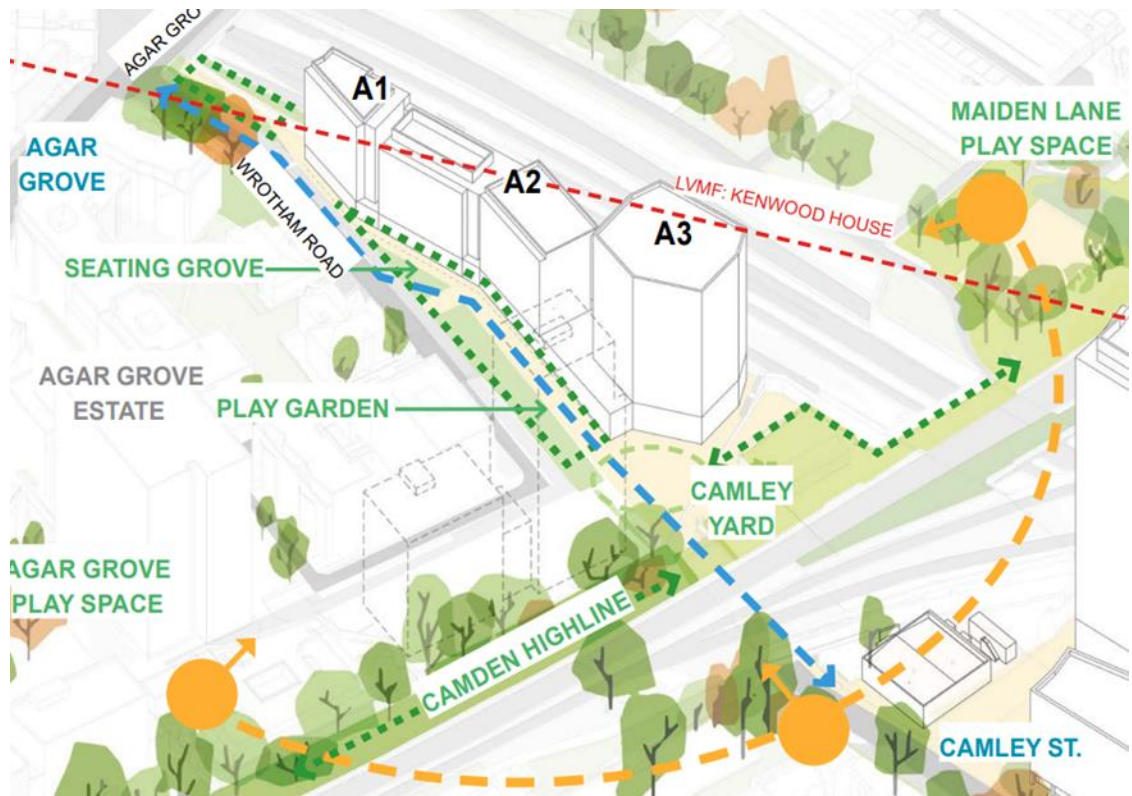 AGAR GRO
A1
MAIDEN LANE
PLAY SPACE
AGAR
GROVE
WROTHAM ROAD
A2
LVMF: KENWOOD HOUSE
A3
SEATING GROVE
AGAR GROVE
ESTATE
PLAY GARDEN
CAMLEY
YARD
AGAR GROVE
PLAY SPACE
CAMDEN HIGHLINE
CAMLEY ST.